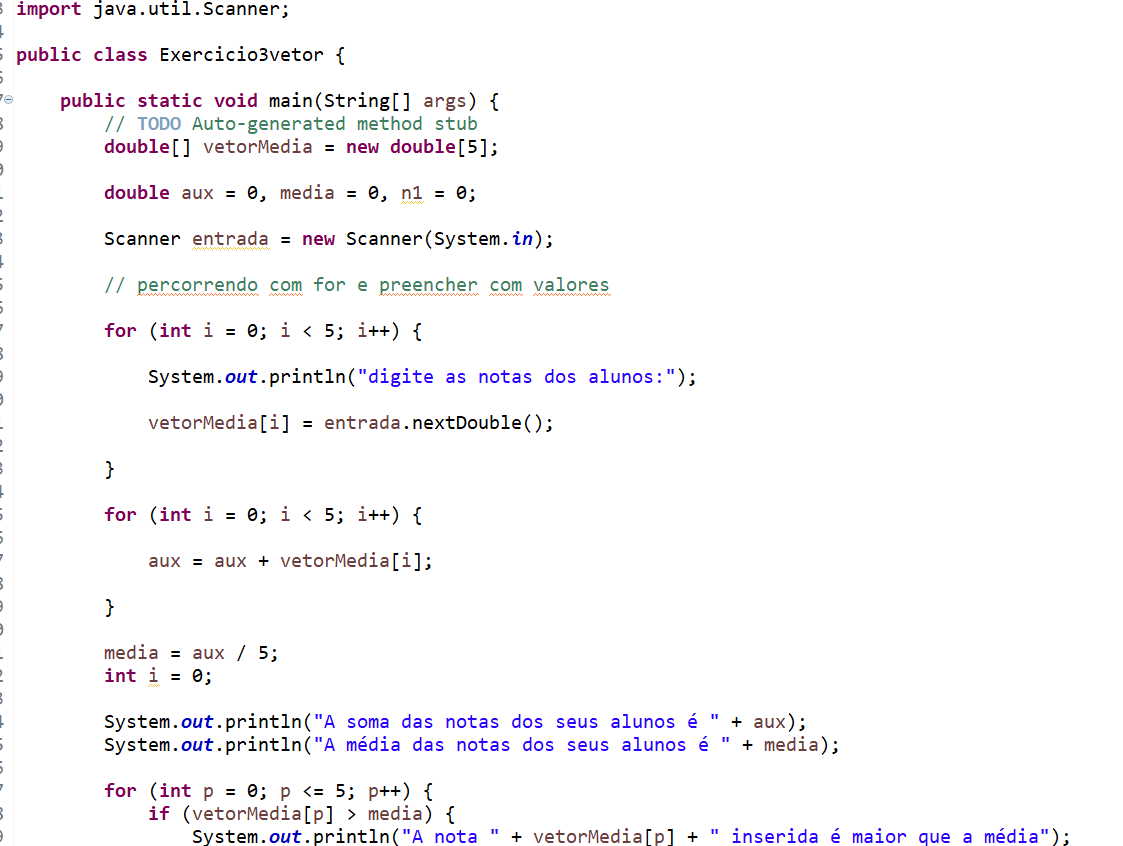 import java.util.Scanner;
public class Exercicio3vetor {
public static void main(String[] args) {
// TODO Auto-generated method stub
double[] vetorMedia = new double[5];
double aux = 0, media = 0, n1 = 0;
Scanner entrada = new Scanner(System.in);
// percorrendo com for e preencher com valores
for (int i = 0; i < 5; i++) {
System.out.println("digite as notas dos alunos:");
vetorMedia[i] = entrada.nextDouble();
}
for (int i = 0; i < 5; i++) {
aux = aux + vetorMedia[i];
}
media = aux / 5;
int i = 0;
System.out.println("A soma das notas dos seus alunos é " + aux);
System.out.println("A média das notas dos seus alunos é " + media);
for (int p = 0; p <= 5; p++) {
if (vetorMedia[p] > media) {
System.out.println("A nota " + vetorMedia[p] + " inserida é maior que a média");